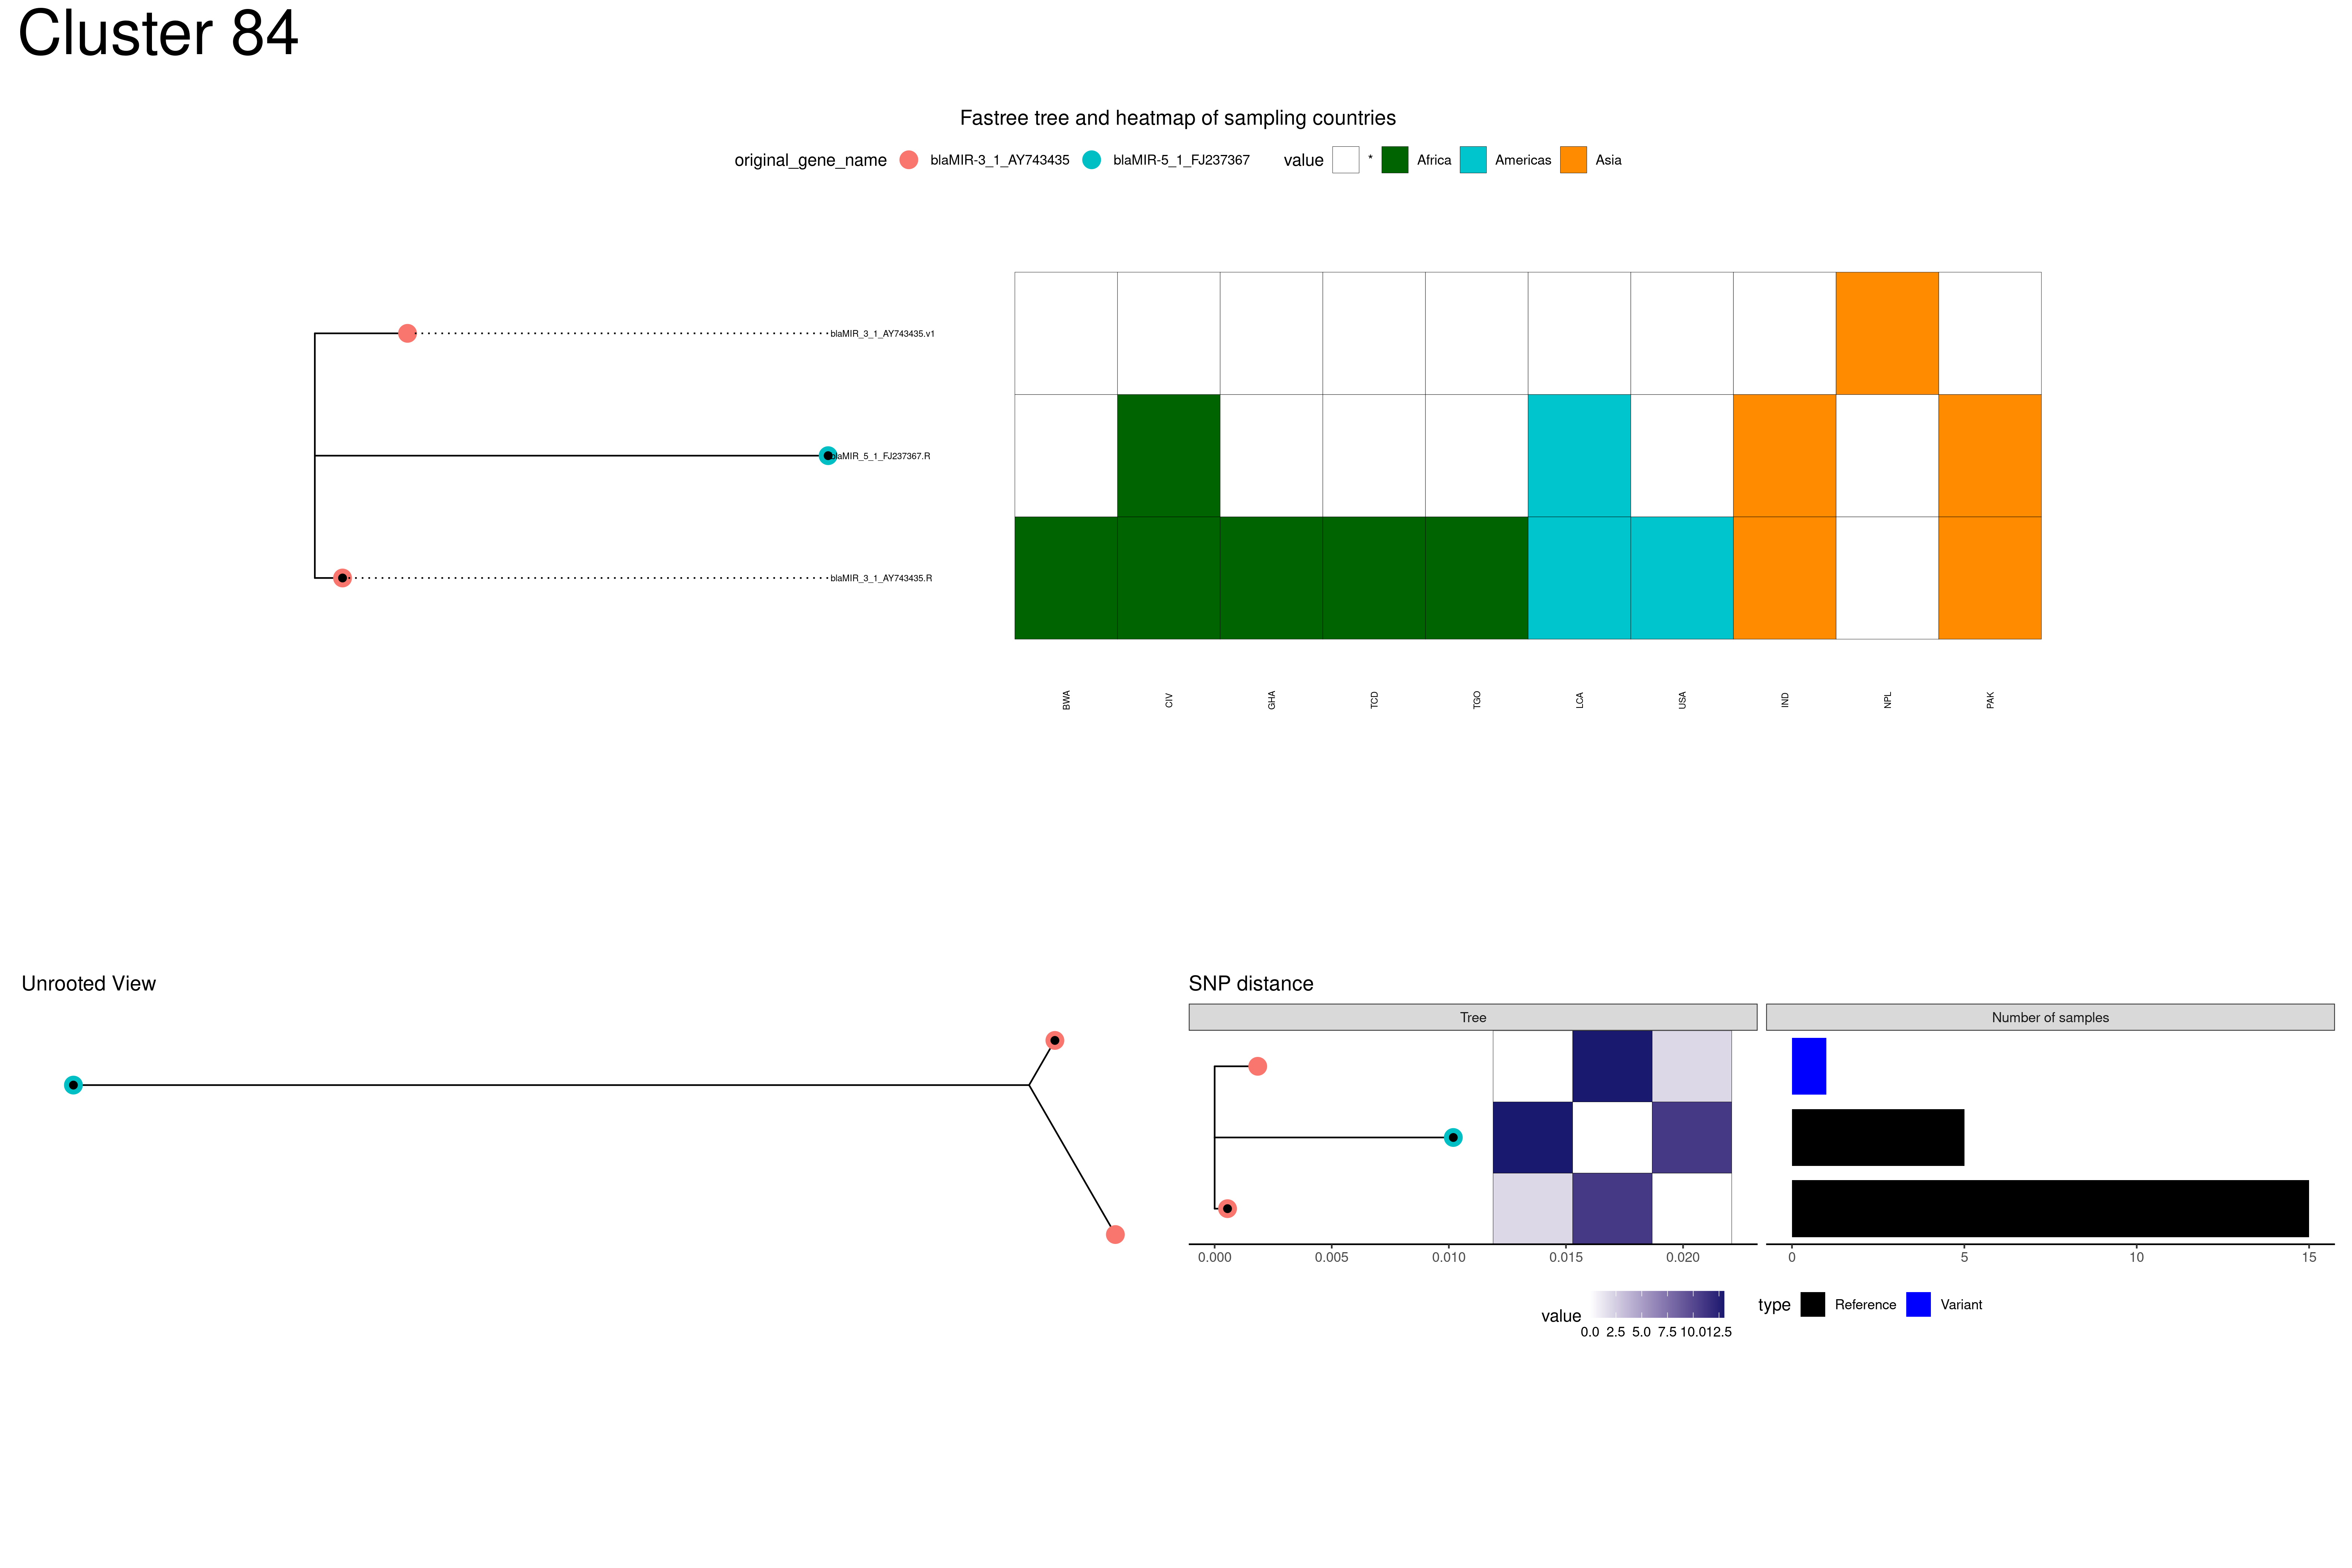 Cluster 84
Fastree tree and heatmap of sampling countries
original_gene_name blaMIR-3_1_AY743435 blaMIR-5_1_FJ237367 value * Africa Americas Asia
blaMIR_3_1_AY743435.v1
blaMIR_5_1_FJ237367.R
blaMIR_3_1_AY743435.R
BWA CIV GHA TCD TGO LCA USA IND NPL PAK
Unrooted View
SNP distance
Tree Number of samples
0.000 0.005 0.010 0.015 0.020 0 5 10 15
value 0.0 2.5 5.0 7.5 10.0 12.5
type Reference Variant